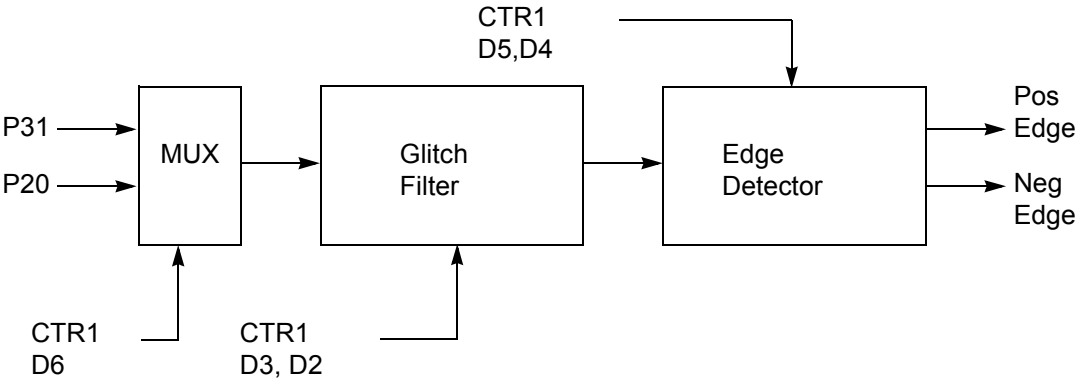 CTR1
D5,D4
P31
P20
MUX
Glitch
Filter
Edge
Detector
Pos
Edge
Neg
Edge
CTR1
D6
CTR1
D3, D2